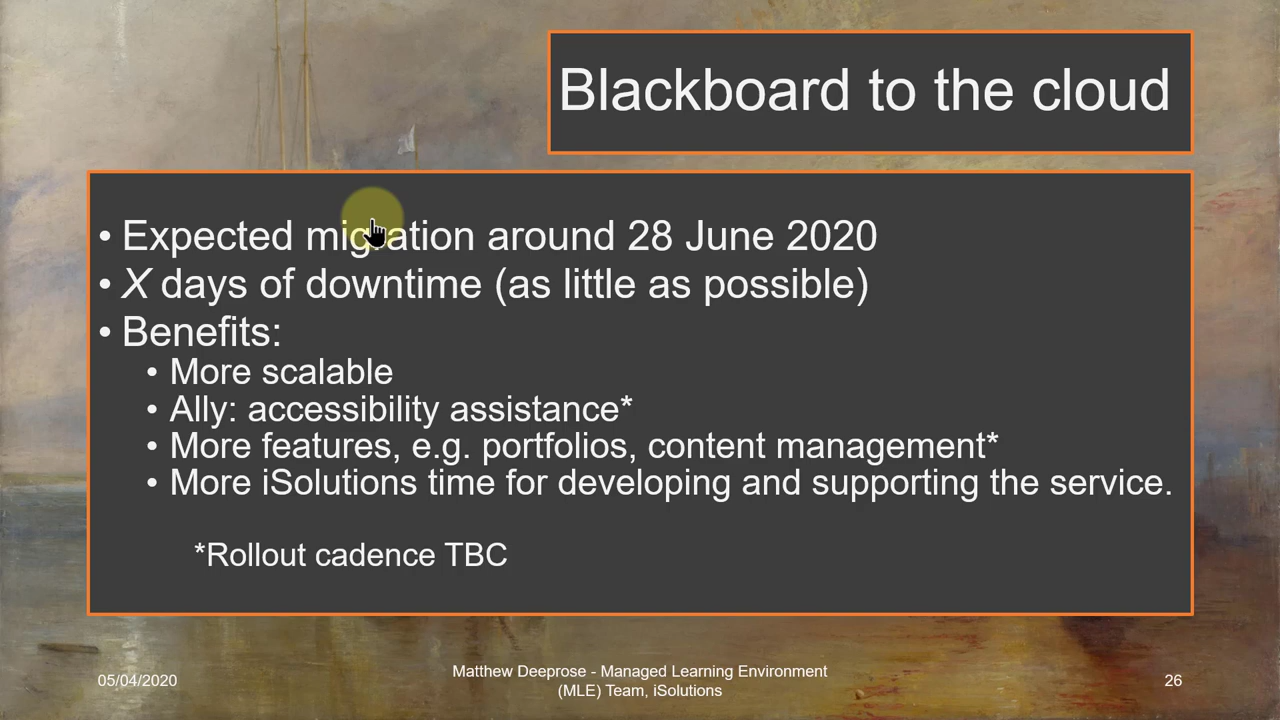 Blackboard to the cloud
• Expected migration around 28 June 2020
• X days of downtime (as little as possible)
• Benefits:
• More scalable
• Ally: accessibility assistance*
• More features, e.g. portfolios, content management*
• More iSolutions time for developing and supporting the service.
*Rollout cadence TBC
05/04/2020
Matthew Deeprose - Managed Learning Environment
(MLE) Team, iSolutions
26